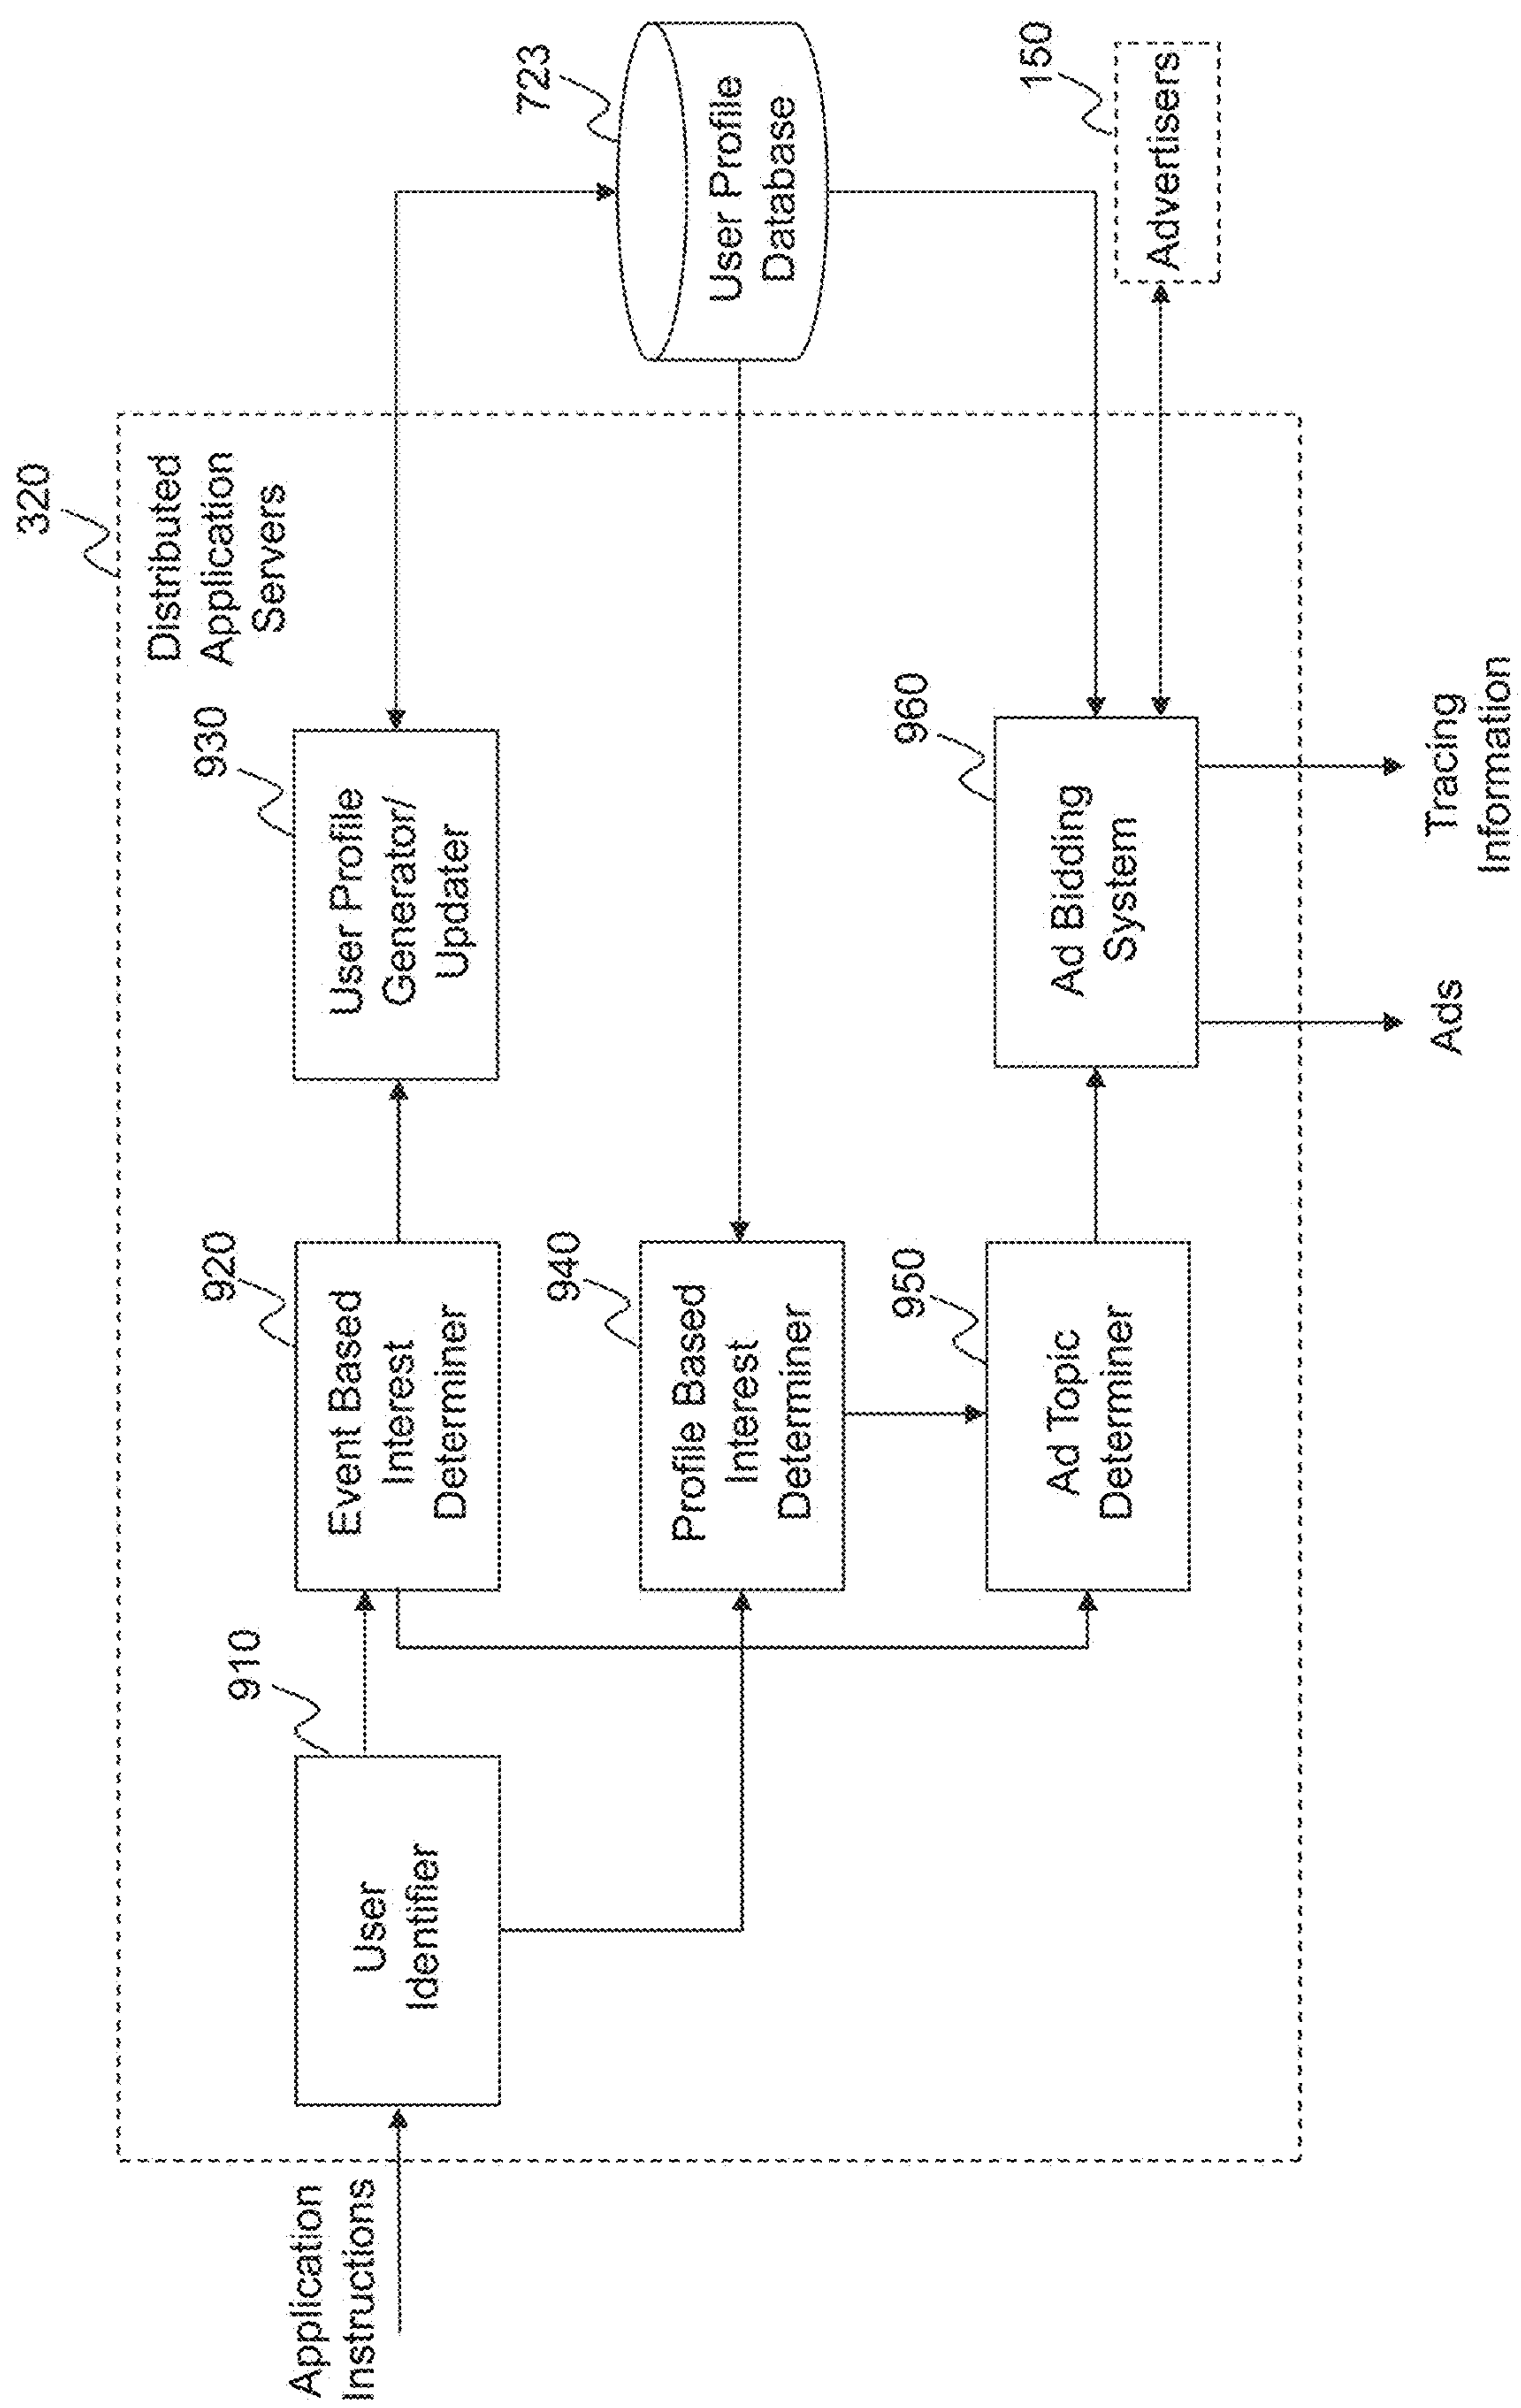 320
Distributed
Application
Servers
Application
Instructions
910
User
Identifier
920
Event Based
Interest
Determiner
930
User Profile
Generator/
Updater
723
User Profile
Database
940
Profile Based
Interest
Determiner
950
Ad Topic
Determiner
960
Ad Bidding
System
150
Advertisers
Ads
Tracing
Information